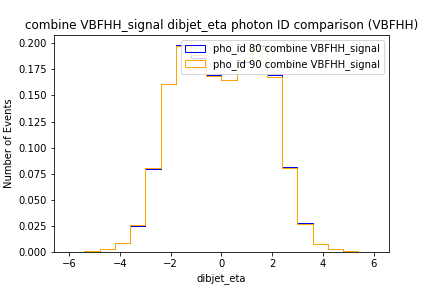 combine VBFHH_signal dibjet_eta photon ID comparison (VBFHH)
pho_id 80 combine VBFHH_signal
pho_id 90 combine VBFHH_signal
Number of Events
0.200
0.175
0.150
0.125
0.100
0.075
0.050
0.025
0.000
−6 −4 −2 0 2 4 6
dibjet_eta